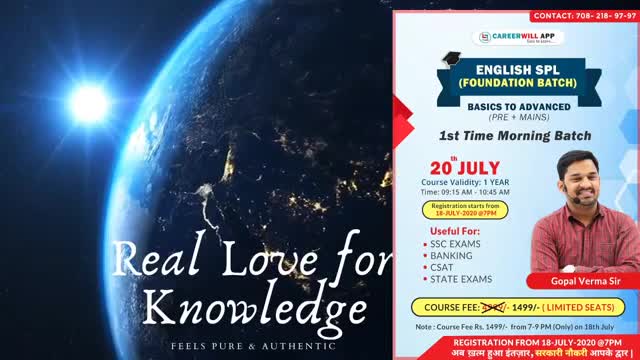 Real Love for
Knowledge
FEELS PURE & AUTHENTIC
CONTACT: 708- 218- 97-97
CAREERWILL APP
ENGLISH SPL
(FOUNDATION BATCH)
BASICS TO ADVANCED
(PRE + MAINS)
1st Time Morning Batch
20th JULY
Course Validity: 1 YEAR
Time: 09:15 AM - 10:45 AM
Registration starts from
18-JULY-2020 @7PM
Useful For:
• SSC EXAMS
• BANKING
• CSAT
• STATE EXAMS
Gopal Verma Sir
COURSE FEE: 4999/- 1499/- ( LIMITED SEATS)
Note : Course Fee Rs. 1499/- from 7-9 PM (Only) on 18th July
REGISTRATION FROM 18-JULY-2020 @7PM
अब ख़त्म हुआ इंतज़ार, सरकारी नौकरी आपके द्वार।